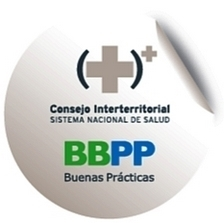 Consejo Interterritorial
SISTEMA NACIONAL DE SALUD
BBPP
Buenas Prácticas